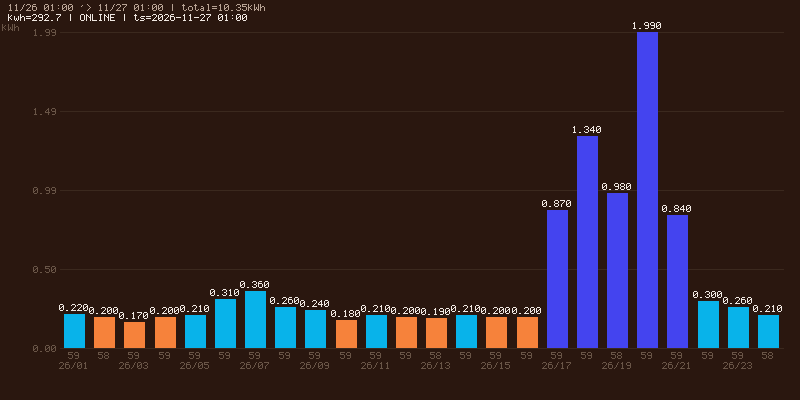 11/26 01:00 -> 11/27 01:00 | total=10.35KWh
Kwh=292.7 | ONLINE | ts=2026-11-27 01:00
KWh
1.99
1.49
0.99
0.50
0.00
0.220 0.200 0.170 0.200 0.210 0.310 0.360 0.260 0.240 0.180 0.210 0.200 0.190 0.210 0.200 0.200 0.870 1.340 0.980 1.990 0.840 0.300 0.260 0.210
59 58 59 59 59 59 59 59 59 59 59 59 58 59 59 59 59 59 58 59 59 59 59 58
26/01 26/03 26/05 26/07 26/09 26/11 26/13 26/15 26/17 26/19 26/21 26/23